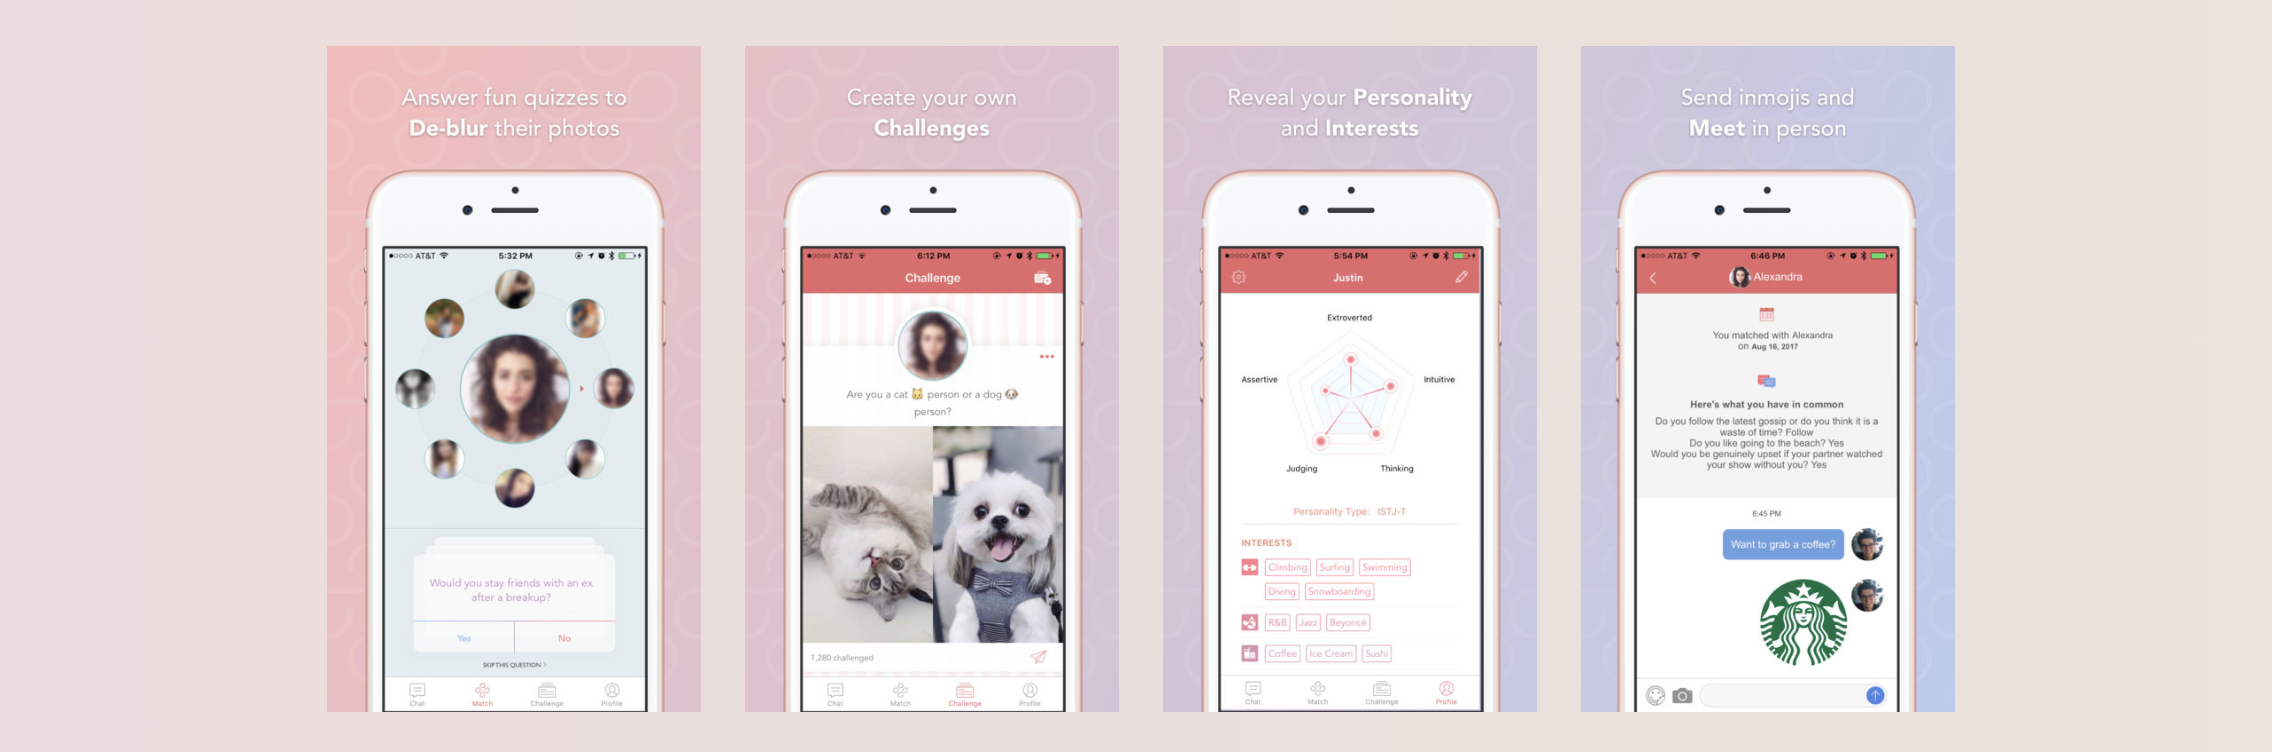 Answer fun quizzes to
De-blur their photos
AT&T 5:32 PM
Would you stay friends with an ex
after a breakup?
Yes No
SKIP THIS QUESTION >
Chat Match Challenge Profile
Create your own
Challenges
AT&T 6:12 PM
Challenge
Are you a cat 🐱 person or a dog 🐶
person?
1,280 challenged
Chat Match Challenge Profile
Reveal your Personality
and Interests
AT&T 5:54 PM
Justin
Extroverted
Assertive Intuitive
Judging Thinking
Personality Type: ISTJ-T
INTERESTS
Climbing Surfing Swimming
Diving Snowboarding
R&B Jazz Beyoncé
Coffee Ice Cream Sushi
Chat Match Challenge Profile
Send inmojis and
Meet in person
AT&T 6:46 PM
Alexandra
You matched with Alexandra
on Aug 16, 2017
Here's what you have in common
Do you follow the latest gossip or do you think it is a
waste of time? Follow
Do you like going to the beach? Yes
Would you be genuinely upset if your partner watched
your show without you? Yes
6:45 PM
Want to grab a coffee?